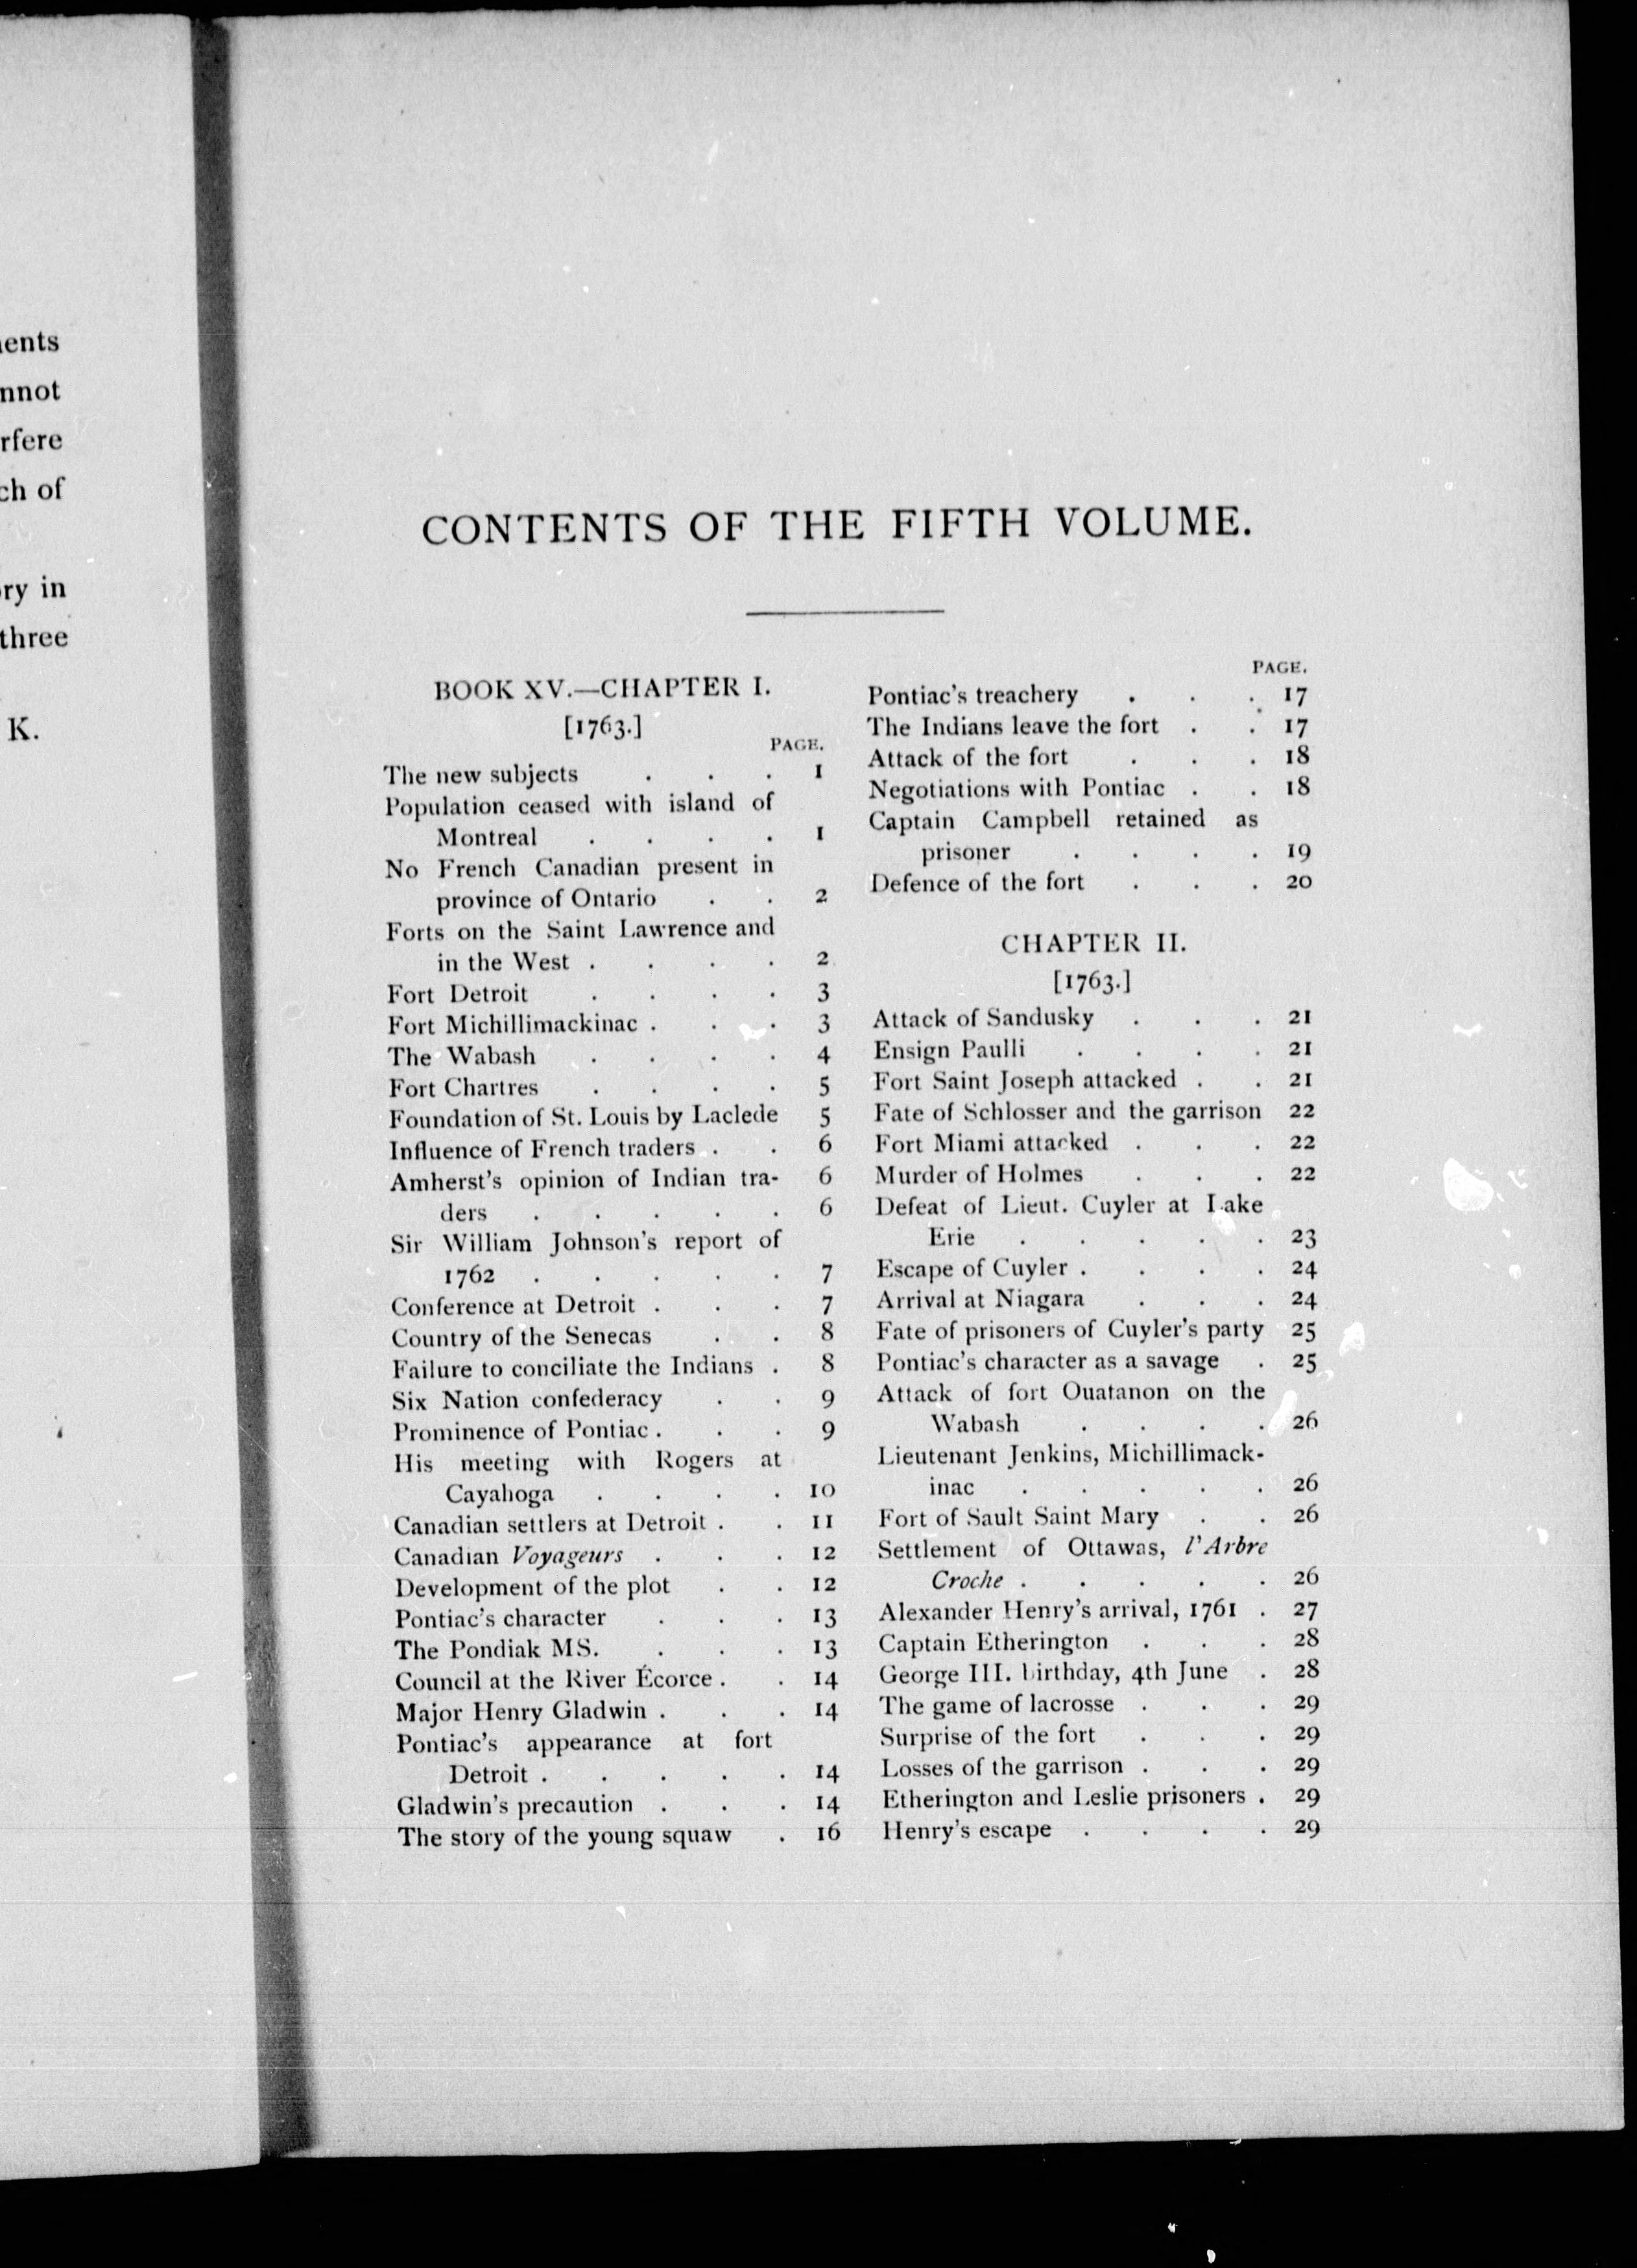 ents
nnot
rfere
ch of
ry in
three
K.
CONTENTS OF THE FIFTH VOLUME.
BOOK XV.—CHAPTER I.
[1763.]
PAGE.
The new subjects . . . 1
Population ceased with island of
Montreal . . . . 1
No French Canadian present in
province of Ontario . . 2
Forts on the Saint Lawrence and
in the West . . . . 2
Fort Detroit . . . . 3
Fort Michillimackinac . . . 3
The Wabash . . . . 4
Fort Chartres . . . . 5
Foundation of St. Louis by Laclede 5
Influence of French traders . . 6
Amherst's opinion of Indian tra- 6
ders . . . . . 6
Sir William Johnson's report of
1762 . . . . . 7
Conference at Detroit . . . 7
Country of the Senecas . . 8
Failure to conciliate the Indians . 8
Six Nation confederacy . . 9
Prominence of Pontiac . . . 9
His meeting with Rogers at
Cayahoga . . . . 10
Canadian settlers at Detroit . . 11
Canadian Voyageurs . . . 12
Development of the plot . . 12
Pontiac's character . . . 13
The Pondiak MS. . . . 13
Council at the River Écorce . . 14
Major Henry Gladwin . . . 14
Pontiac's appearance at fort
Detroit . . . . . 14
Gladwin's precaution . . . 14
The story of the young squaw . 16
PAGE.
Pontiac's treachery . . . 17
The Indians leave the fort . . 17
Attack of the fort . . . 18
Negotiations with Pontiac . . 18
Captain Campbell retained as
prisoner . . . . 19
Defence of the fort . . . 20
CHAPTER II.
[1763.]
Attack of Sandusky . . . 21
Ensign Paulli . . . . 21
Fort Saint Joseph attacked . . 21
Fate of Schlosser and the garrison 22
Fort Miami attacked . . . 22
Murder of Holmes . . . 22
Defeat of Lieut. Cuyler at Lake
Erie . . . . . 23
Escape of Cuyler . . . . 24
Arrival at Niagara . . . 24
Fate of prisoners of Cuyler's party 25
Pontiac's character as a savage . 25
Attack of fort Ouatanon on the
Wabash . . . . 26
Lieutenant Jenkins, Michillimack-
inac . . . . . 26
Fort of Sault Saint Mary . . 26
Settlement of Ottawas, l'Arbre
Croche . . . . . 26
Alexander Henry's arrival, 1761 . 27
Captain Etherington . . . 28
George III. birthday, 4th June . 28
The game of lacrosse . . . 29
Surprise of the fort . . . 29
Losses of the garrison . . . 29
Etherington and Leslie prisoners . 29
Henry's escape . . . . 29